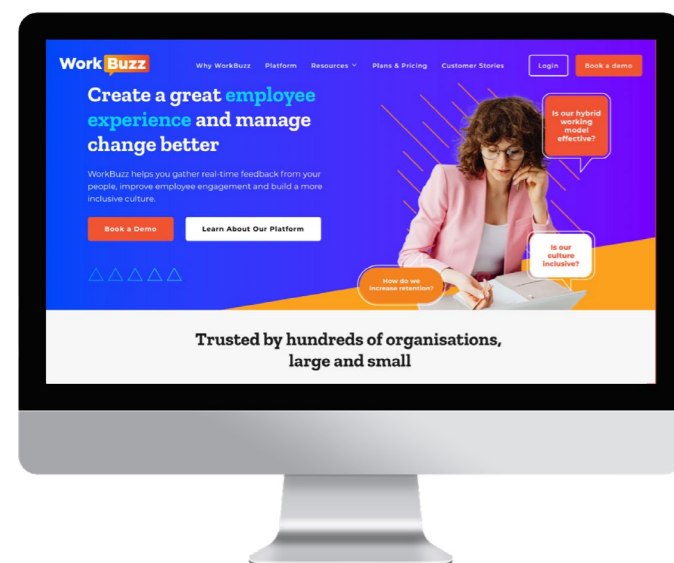 Work Buzz
Why WorkBuzz Platform Resources Plans & Pricing Customer Stories Login Book a demo
Create a great employee
experience and manage
change better
WorkBuzz helps you gather real-time feedback from your
people, improve employee engagement and build a more
inclusive culture.
Book a Demo Learn About Our Platform
Is our hybrid
working
model
effective?
Is our
culture
inclusive?
How do we
increase retention?
Trusted by hundreds of organisations,
large and small